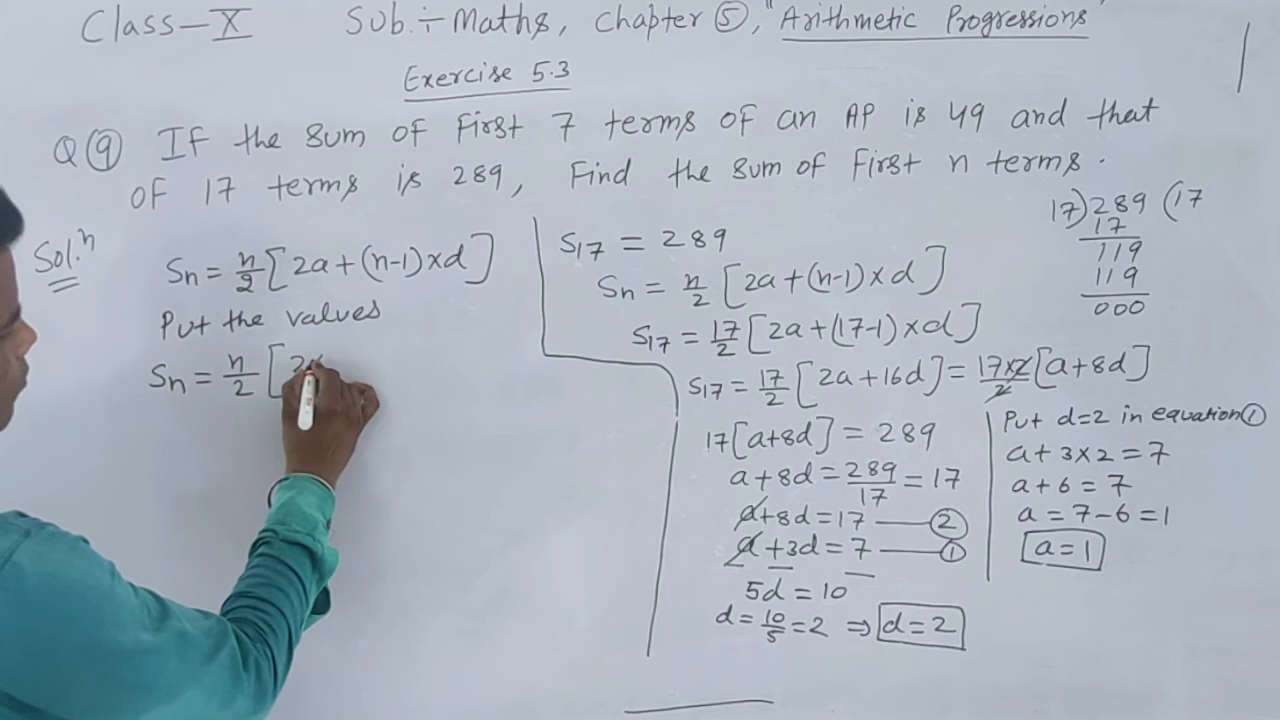 Class-X Sub.÷Maths, Chapter ⑤, "Arithmetic Progressions"
Exercise 5.3
Q⑨ If the sum of first 7 terms of an AP is 49 and that
of 17 terms is 289, Find the sum of first n terms.
Sol.ⁿ
Sn = n/2 [2a+(n-1)×d]
Put the values
Sn = n/2 [2×
S17 = 289
Sn = n/2 [2a+(n-1)×d]
S17 = 17/2 [2a+(17-1)×d]
S17 = 17/2 [2a+16d] = 17×2/2 [a+8d]
17[a+8d] = 289
a+8d = 289/17 = 17
a+8d = 17 —— ②
a+3d = 7 —— ①
5d = 10
d = 10/5 = 2 ⇒ d=2
17)289(17
17
119
119
000
Put d=2 in equation①
a+3×2=7
a+6=7
a=7-6=1
a=1